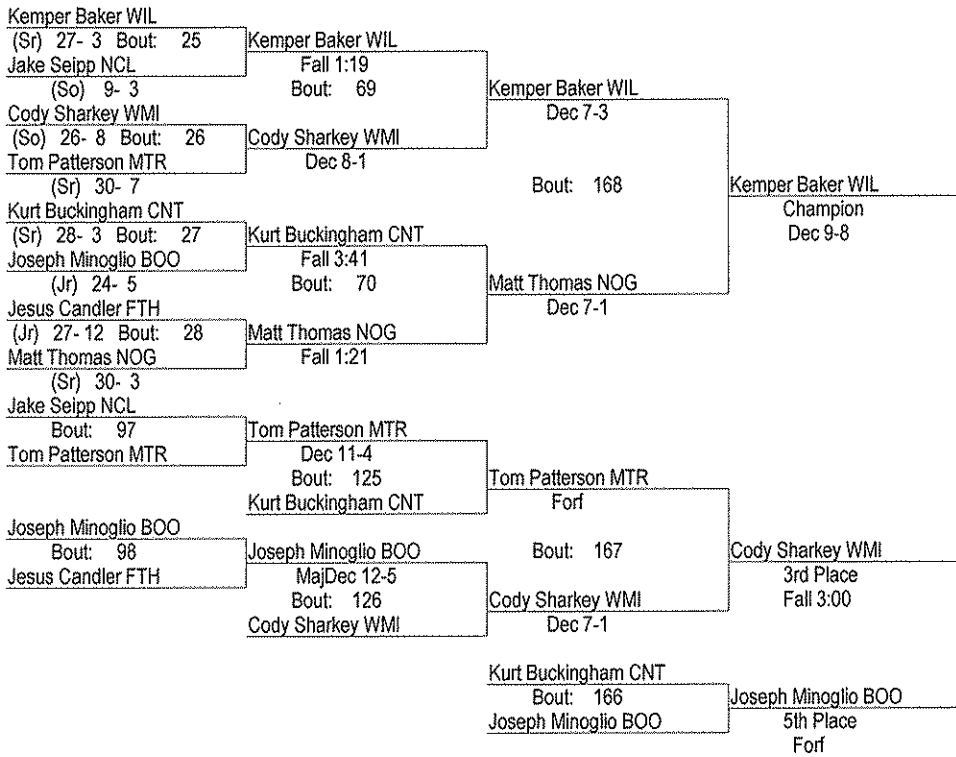 Kemper Baker WIL
(Sr) 27- 3 Bout: 25
Jake Seipp NCL
(So) 9- 3
Cody Sharkey WMI
(So) 26- 8 Bout: 26
Tom Patterson MTR
(Sr) 30- 7
Kurt Buckingham CNT
(Sr) 28- 3 Bout: 27
Joseph Minoglio BOO
(Jr) 24- 5
Jesus Candler FTH
(Jr) 27- 12 Bout: 28
Matt Thomas NOG
(Sr) 30- 3
Kemper Baker WIL
Fall 1:19
Bout: 69
Cody Sharkey WMI
Dec 8-1
Kurt Buckingham CNT
Fall 3:41
Bout: 70
Matt Thomas NOG
Fall 1:21
Kemper Baker WIL
Dec 7-3
Bout: 168
Matt Thomas NOG
Dec 7-1
Kemper Baker WIL
Champion
Dec 9-8
Jake Seipp NCL
Bout: 97
Tom Patterson MTR
Joseph Minoglio BOO
Bout: 98
Jesus Candler FTH
Tom Patterson MTR
Dec 11-4
Bout: 125
Kurt Buckingham CNT
Joseph Minoglio BOO
MajDec 12-5
Bout: 126
Cody Sharkey WMI
Tom Patterson MTR
Forf
Bout: 167
Cody Sharkey WMI
Dec 7-1
Cody Sharkey WMI
3rd Place
Fall 3:00
Kurt Buckingham CNT
Bout: 166
Joseph Minoglio BOO
Joseph Minoglio BOO
5th Place
Forf